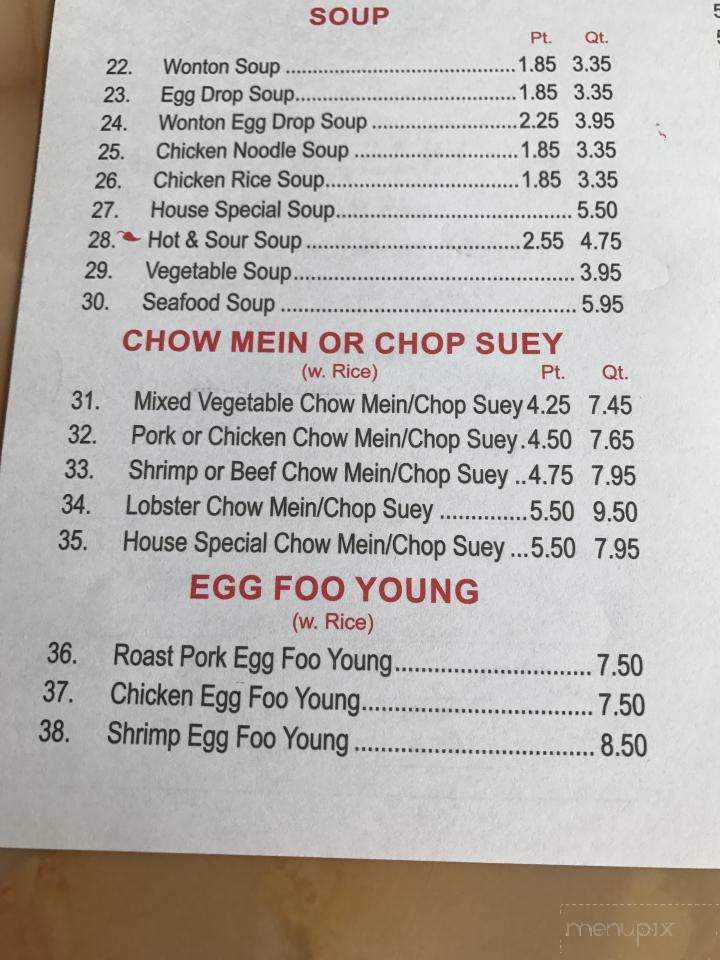 SOUP
Pt. Qt.
22. Wonton Soup ........................................1.85 3.35
23. Egg Drop Soup......................................1.85 3.35
24. Wonton Egg Drop Soup .........................2.25 3.95
25. Chicken Noodle Soup ............................1.85 3.35
26. Chicken Rice Soup.................................1.85 3.35
27. House Special Soup......................................... 5.50
28. Hot & Sour Soup .....................................2.55 4.75
29. Vegetable Soup................................................. 3.95
30. Seafood Soup ................................................... 5.95
CHOW MEIN OR CHOP SUEY
(w. Rice)
Pt. Qt.
31. Mixed Vegetable Chow Mein/Chop Suey 4.25 7.45
32. Pork or Chicken Chow Mein/Chop Suey.4.50 7.65
33. Shrimp or Beef Chow Mein/Chop Suey ..4.75 7.95
34. Lobster Chow Mein/Chop Suey ..............5.50 9.50
35. House Special Chow Mein/Chop Suey ...5.50 7.95
EGG FOO YOUNG
(w. Rice)
36. Roast Pork Egg Foo Young.............................. 7.50
37. Chicken Egg Foo Young................................... 7.50
38. Shrimp Egg Foo Young .................................... 8.50
menupix